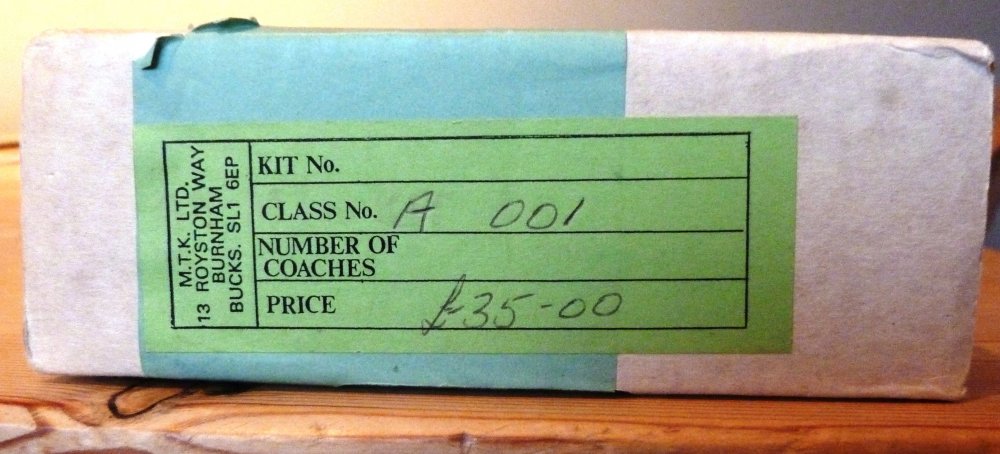 M.T.K. LTD.
13 ROYSTON WAY
BURNHAM
BUCKS. SL1 6EP
KIT No.
CLASS No. A 001
NUMBER OF
COACHES
PRICE £35-00